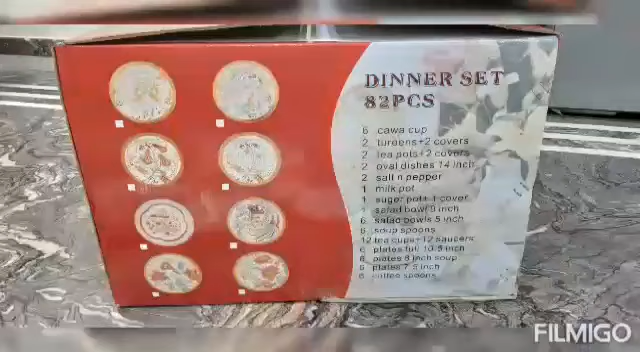 DINNER SET
82PCS
6 cawa cup
2 tureens+2 covers
2 tea pots+2 covers
2 oval dishes 14 inch
2 salt n pepper
1 milk pot
1 suger pot+1 cover
1 salad bowl 9 inch
6 salad bowls 5 inch
6 soup spoons
12 tea cups+12 saucers
6 plates full 10.5 inch
6 plates 8 inch soup
6 plates 7.5 inch
6 coffee spoons
FILMIGO